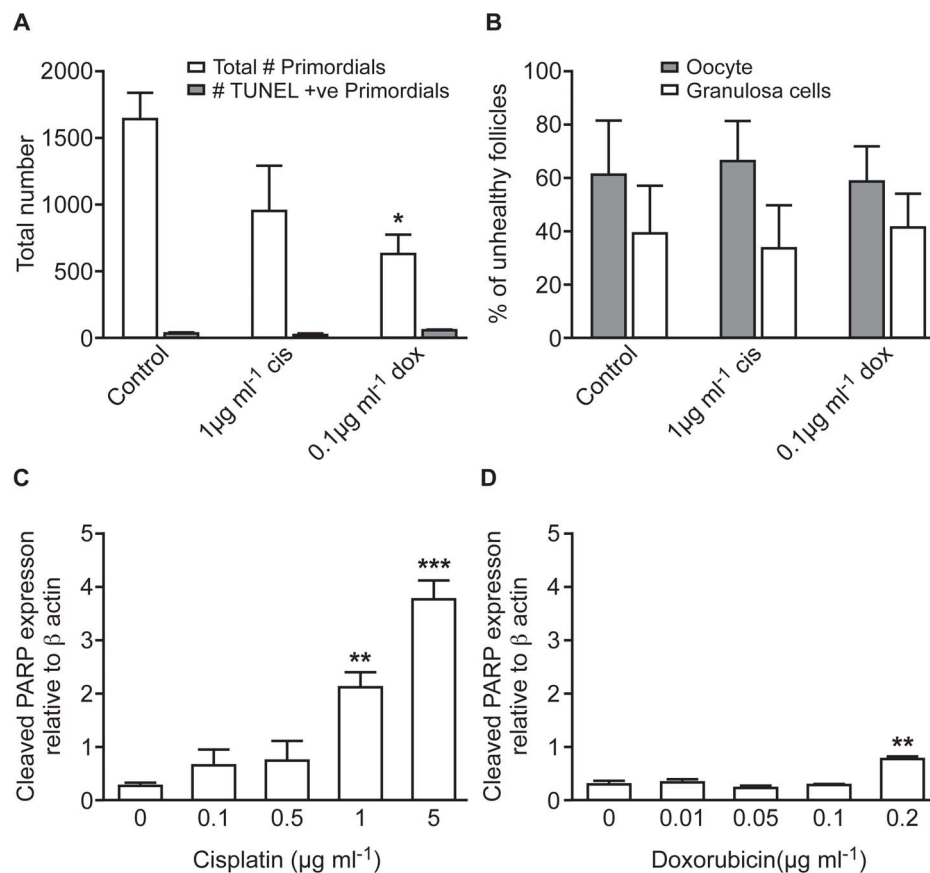 A
Total # Primordials
# TUNEL +ve Primordials
2000
1500
1000
500
0
Total number
*
Control
1µg ml⁻¹ cis
0.1µg ml⁻¹ dox
B
Oocyte
Granulosa cells
100
80
60
40
20
0
% of unhealthy follicles
Control
1µg ml⁻¹ cis
0.1µg ml⁻¹ dox
C
Cleaved PARP expresson
relative to β actin
5
4
3
2
1
0
**
***
0 0.1 0.5 1 5
Cisplatin (µg ml⁻¹)
D
Cleaved PARP expresson
relative to β actin
5
4
3
2
1
0
**
0 0.01 0.05 0.1 0.2
Doxorubicin(µg ml⁻¹)